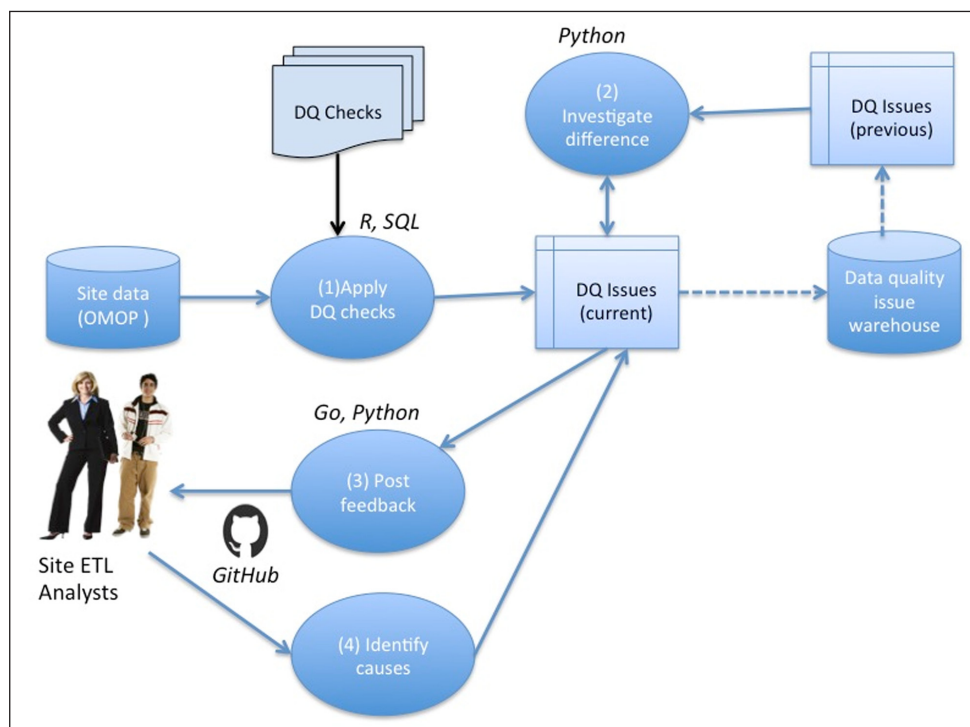 DQ Checks
Python
(2)
Investigate
difference
DQ Issues
(previous)
R, SQL
Site data
(OMOP )
(1)Apply
DQ checks
DQ Issues
(current)
Data quality
issue
warehouse
Go, Python
(3) Post
feedback
GitHub
Site ETL
Analysts
(4) Identify
causes